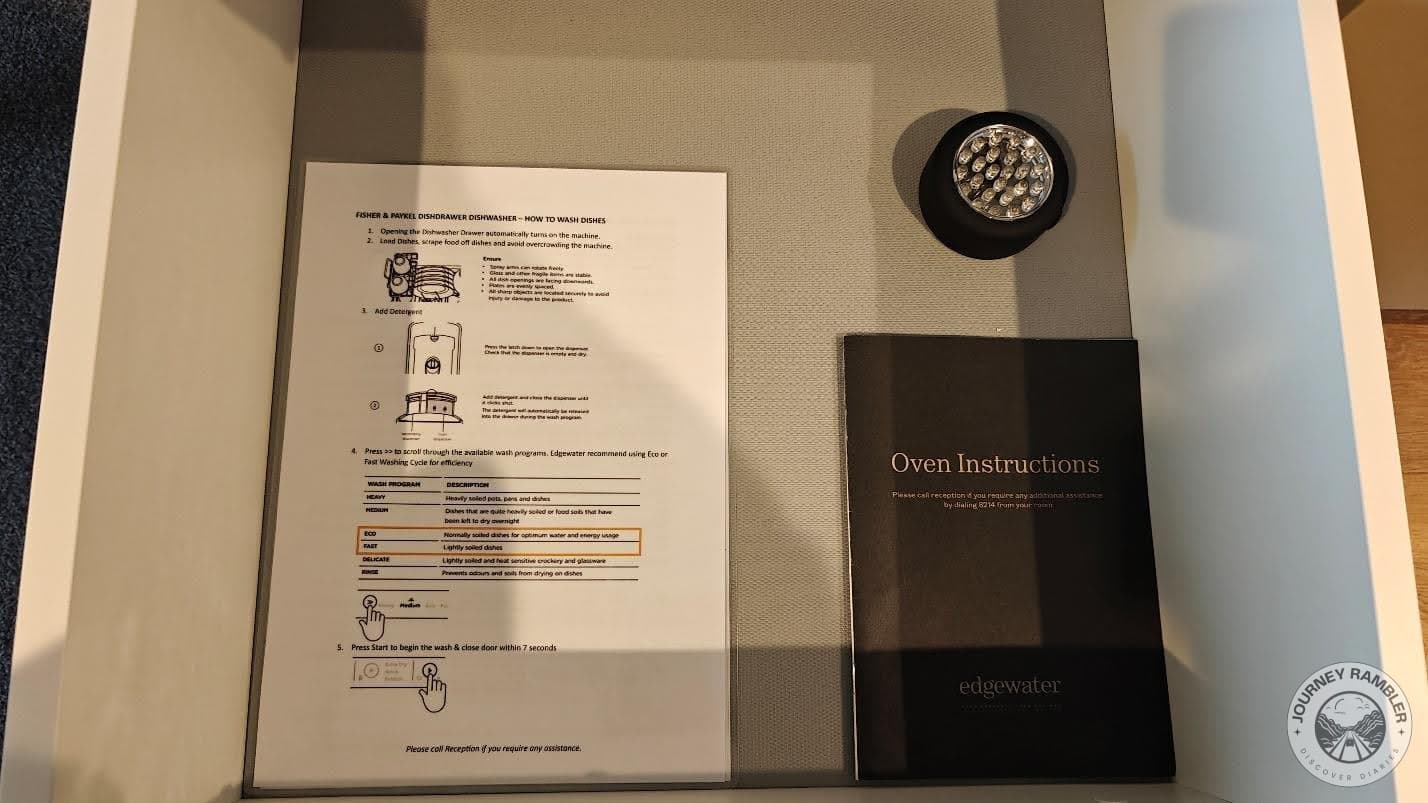 FISHER & PAYKEL DISHDRAWER DISHWASHER – HOW TO WASH DISHES
1. Opening the Dishwasher Drawer automatically turns on the machine.
2. Load Dishes, scrape food off dishes and avoid overcrowding the machine.
Ensure
• Spray arms can rotate freely.
• Glass and other fragile items are stable.
• All dish openings are facing downwards.
• Plates are evenly spaced.
• All sharp objects are located securely to avoid
injury or damage to the product.
3. Add Detergent
1
Press the latch down to open the dispenser.
Check that the dispenser is empty and dry.
2
Add detergent and close the dispenser until
it clicks shut.
The detergent will automatically be released
into the drawer during the wash program.
4. Press >> to scroll through the available wash programs. Edgewater recommend using Eco or
Fast Washing Cycle for efficiency
WASH PROGRAM DESCRIPTION
HEAVY Heavily soiled pots, pans and dishes
MEDIUM Dishes that are quite heavily soiled or food soils that have
been left to dry overnight
ECO Normally soiled dishes for optimum water and energy usage
FAST Lightly soiled dishes
DELICATE Lightly soiled and heat sensitive crockery and glassware
RINSE Prevents odours and soils from drying on dishes
Medium
5. Press Start to begin the wash & close door within 7 seconds
Please call Reception if you require any assistance.
Oven Instructions
Please call reception if you require any additional assistance
by dialing 8214 from your room
edgewater
JOURNEY RAMBLER
DISCOVER DIARIES